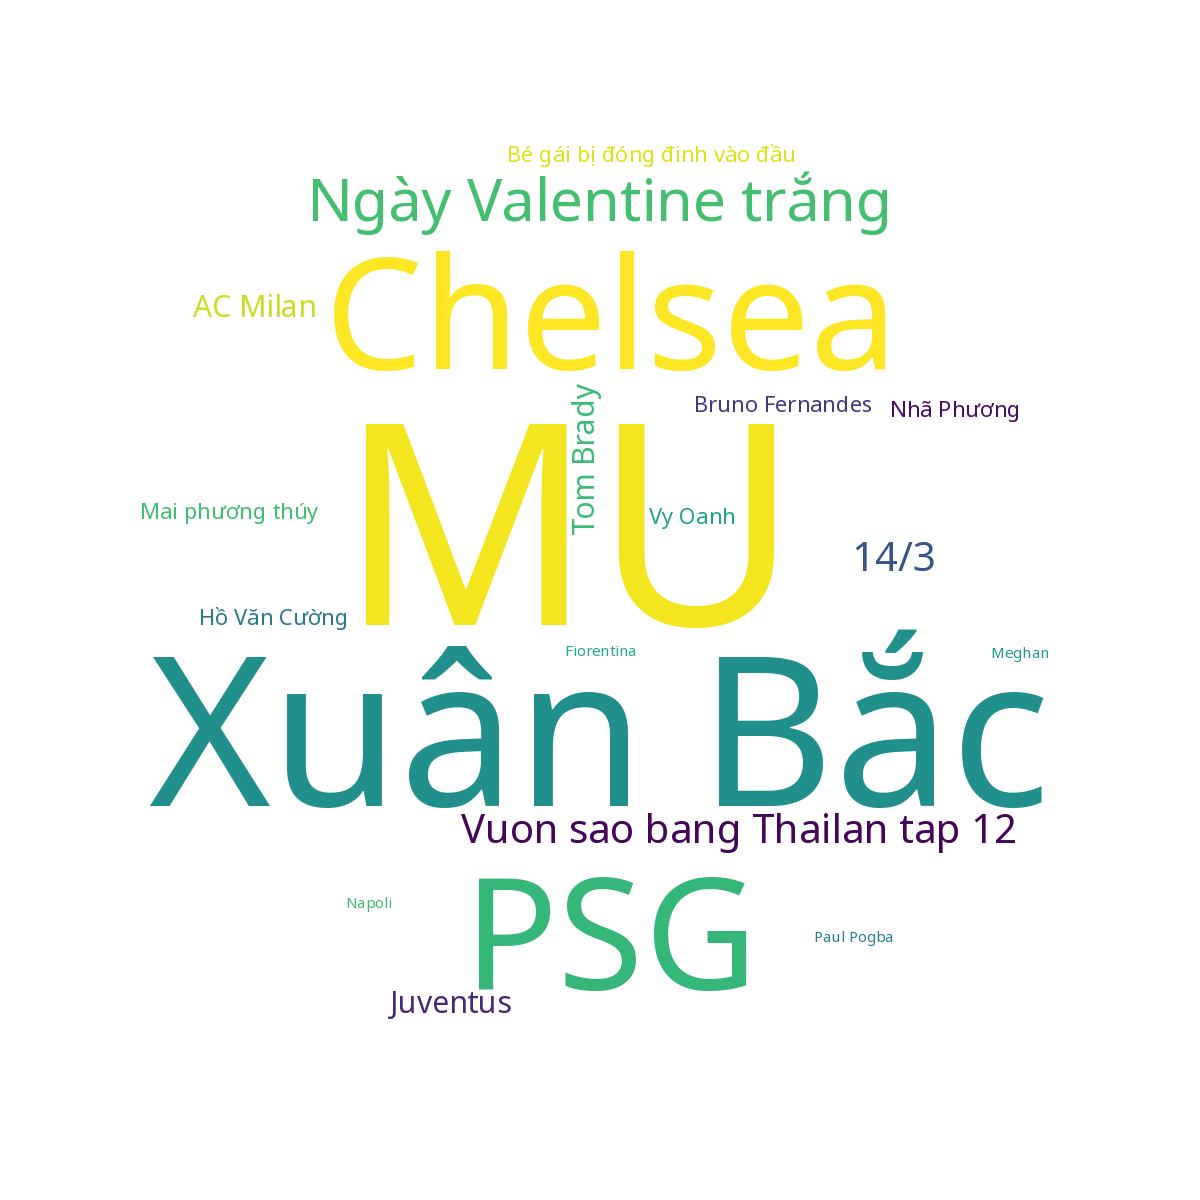 Bé gái bị đóng đinh vào đầu
Ngày Valentine trắng
Chelsea
AC Milan
Tom Brady
Bruno Fernandes
Nhã Phương
MU
Mai phương thúy
Vy Oanh
14/3
Hồ Văn Cường
Fiorentina
Meghan
Xuân Bắc
Vuon sao bang Thailan tap 12
PSG
Napoli
Paul Pogba
Juventus